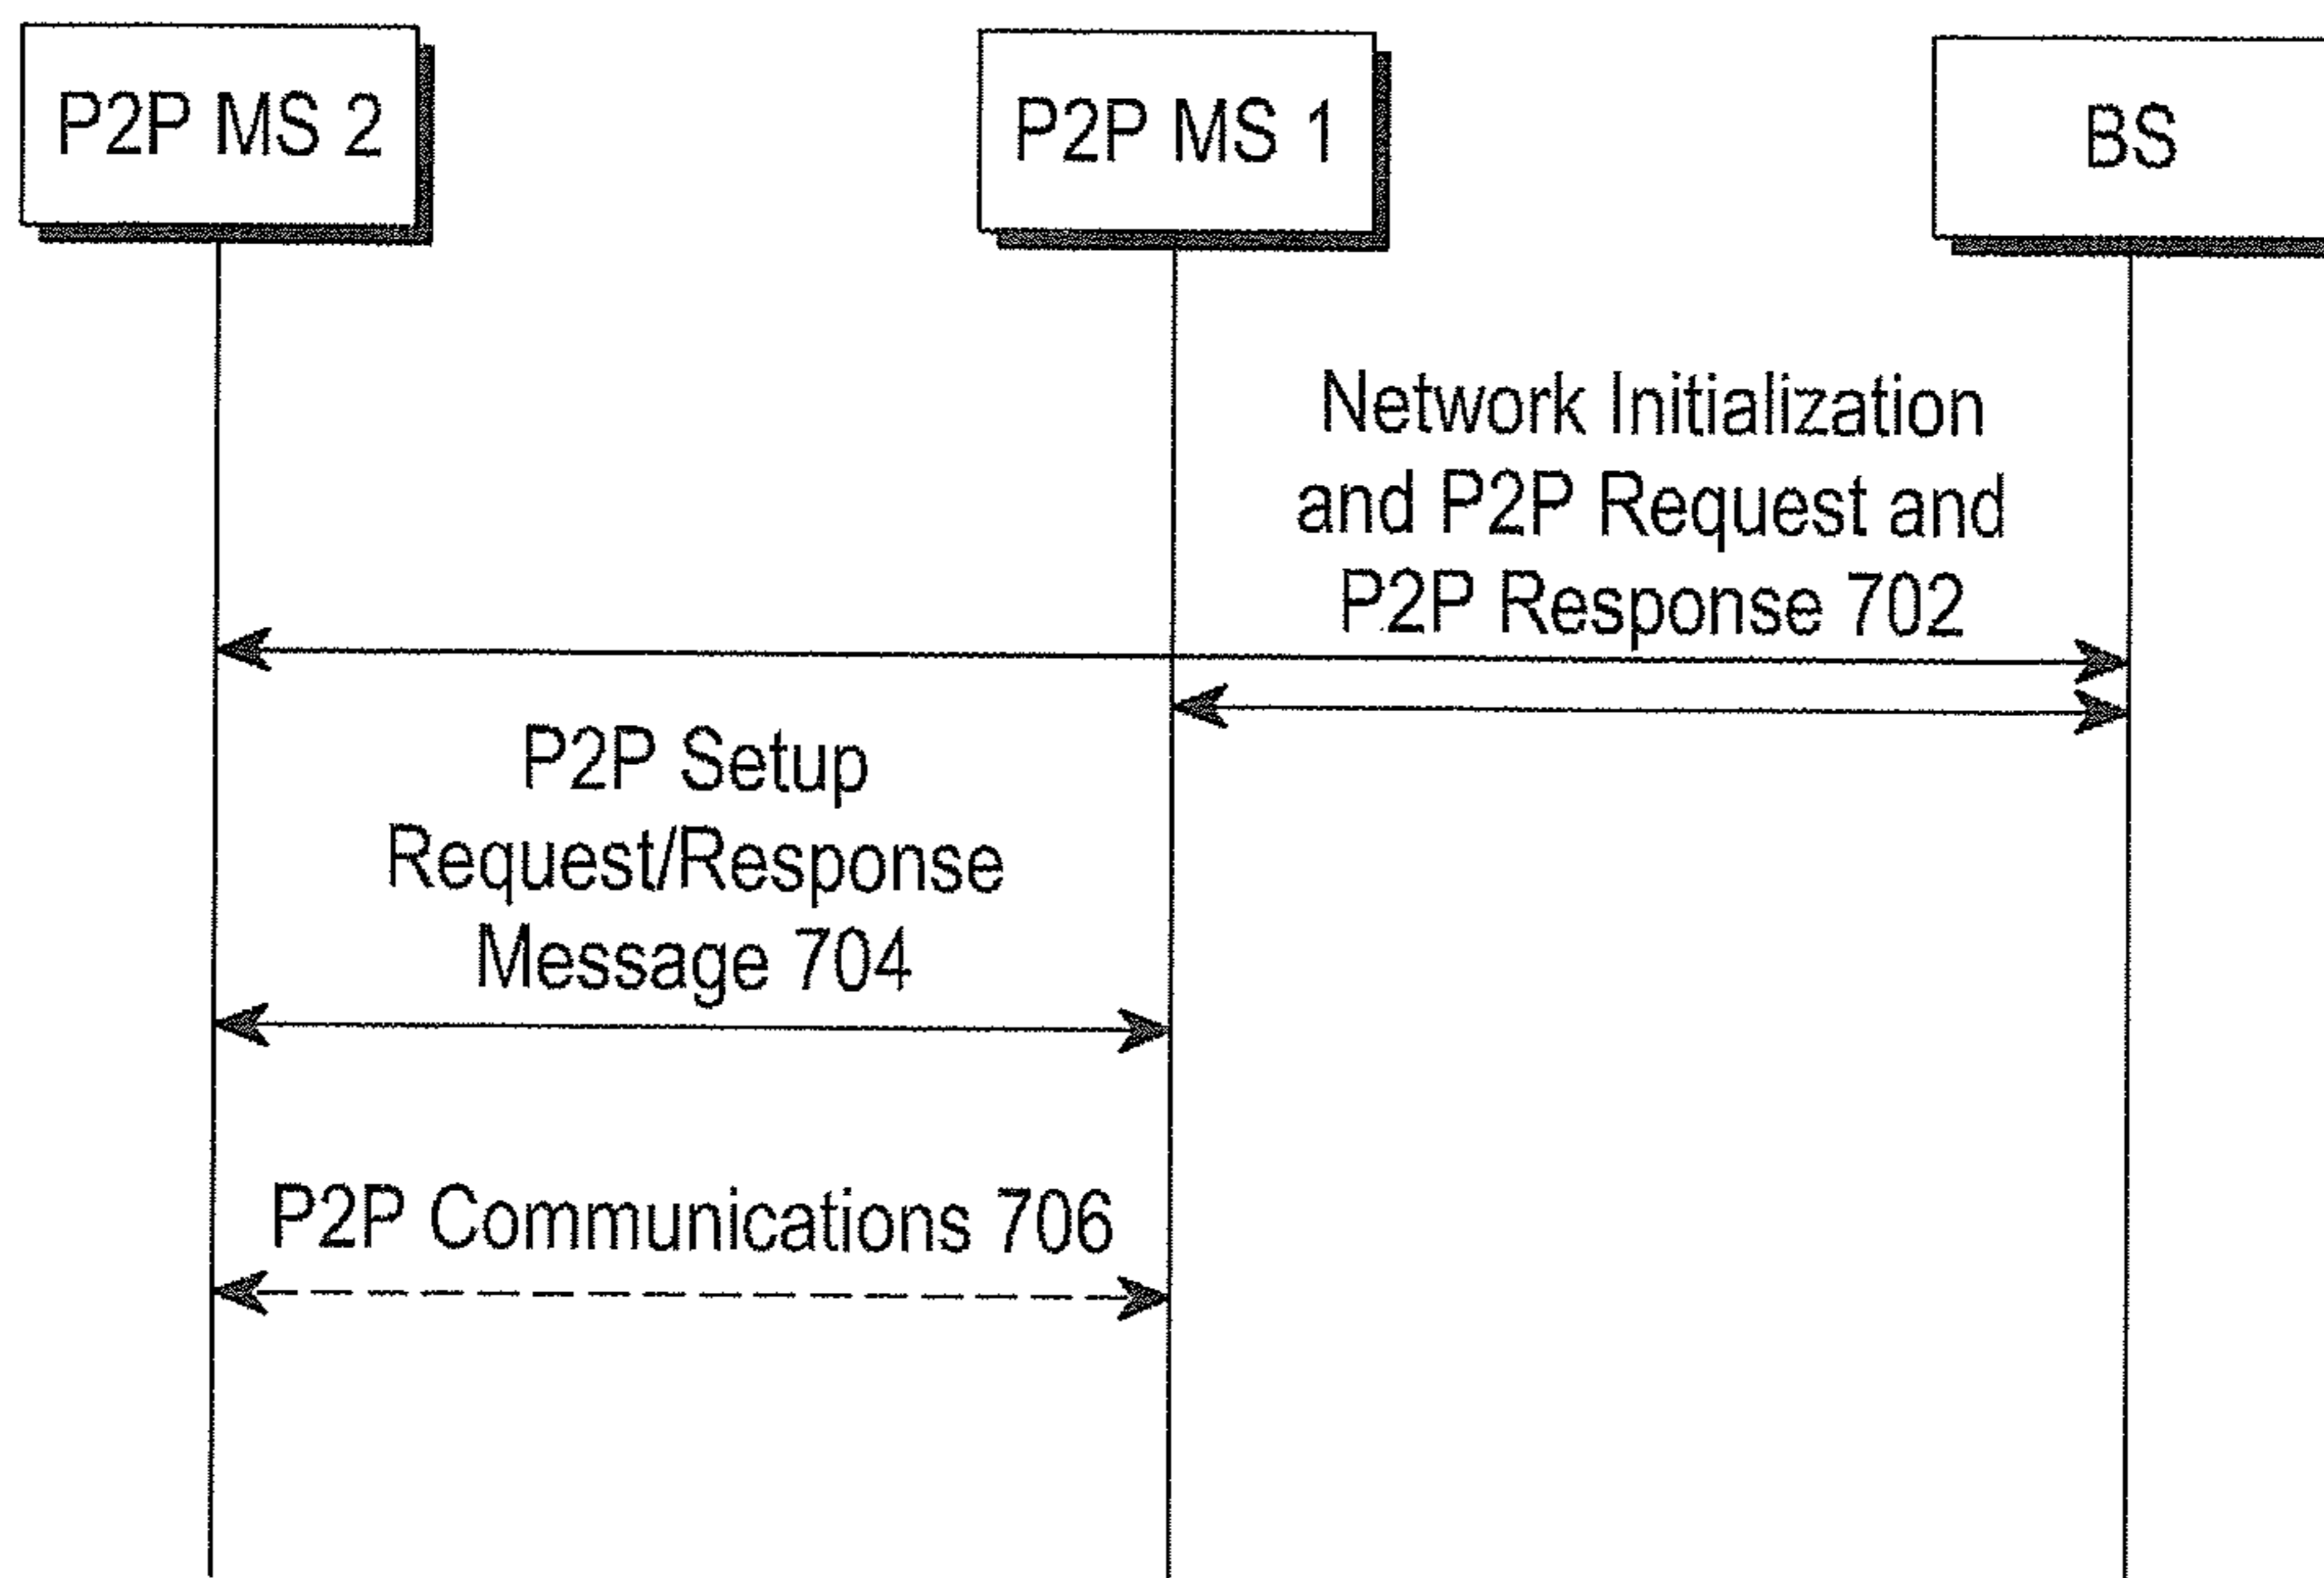 P2P MS 2
P2P MS 1
BS
Network Initialization
and P2P Request and
P2P Response 702
P2P Setup
Request/Response
Message 704
P2P Communications 706